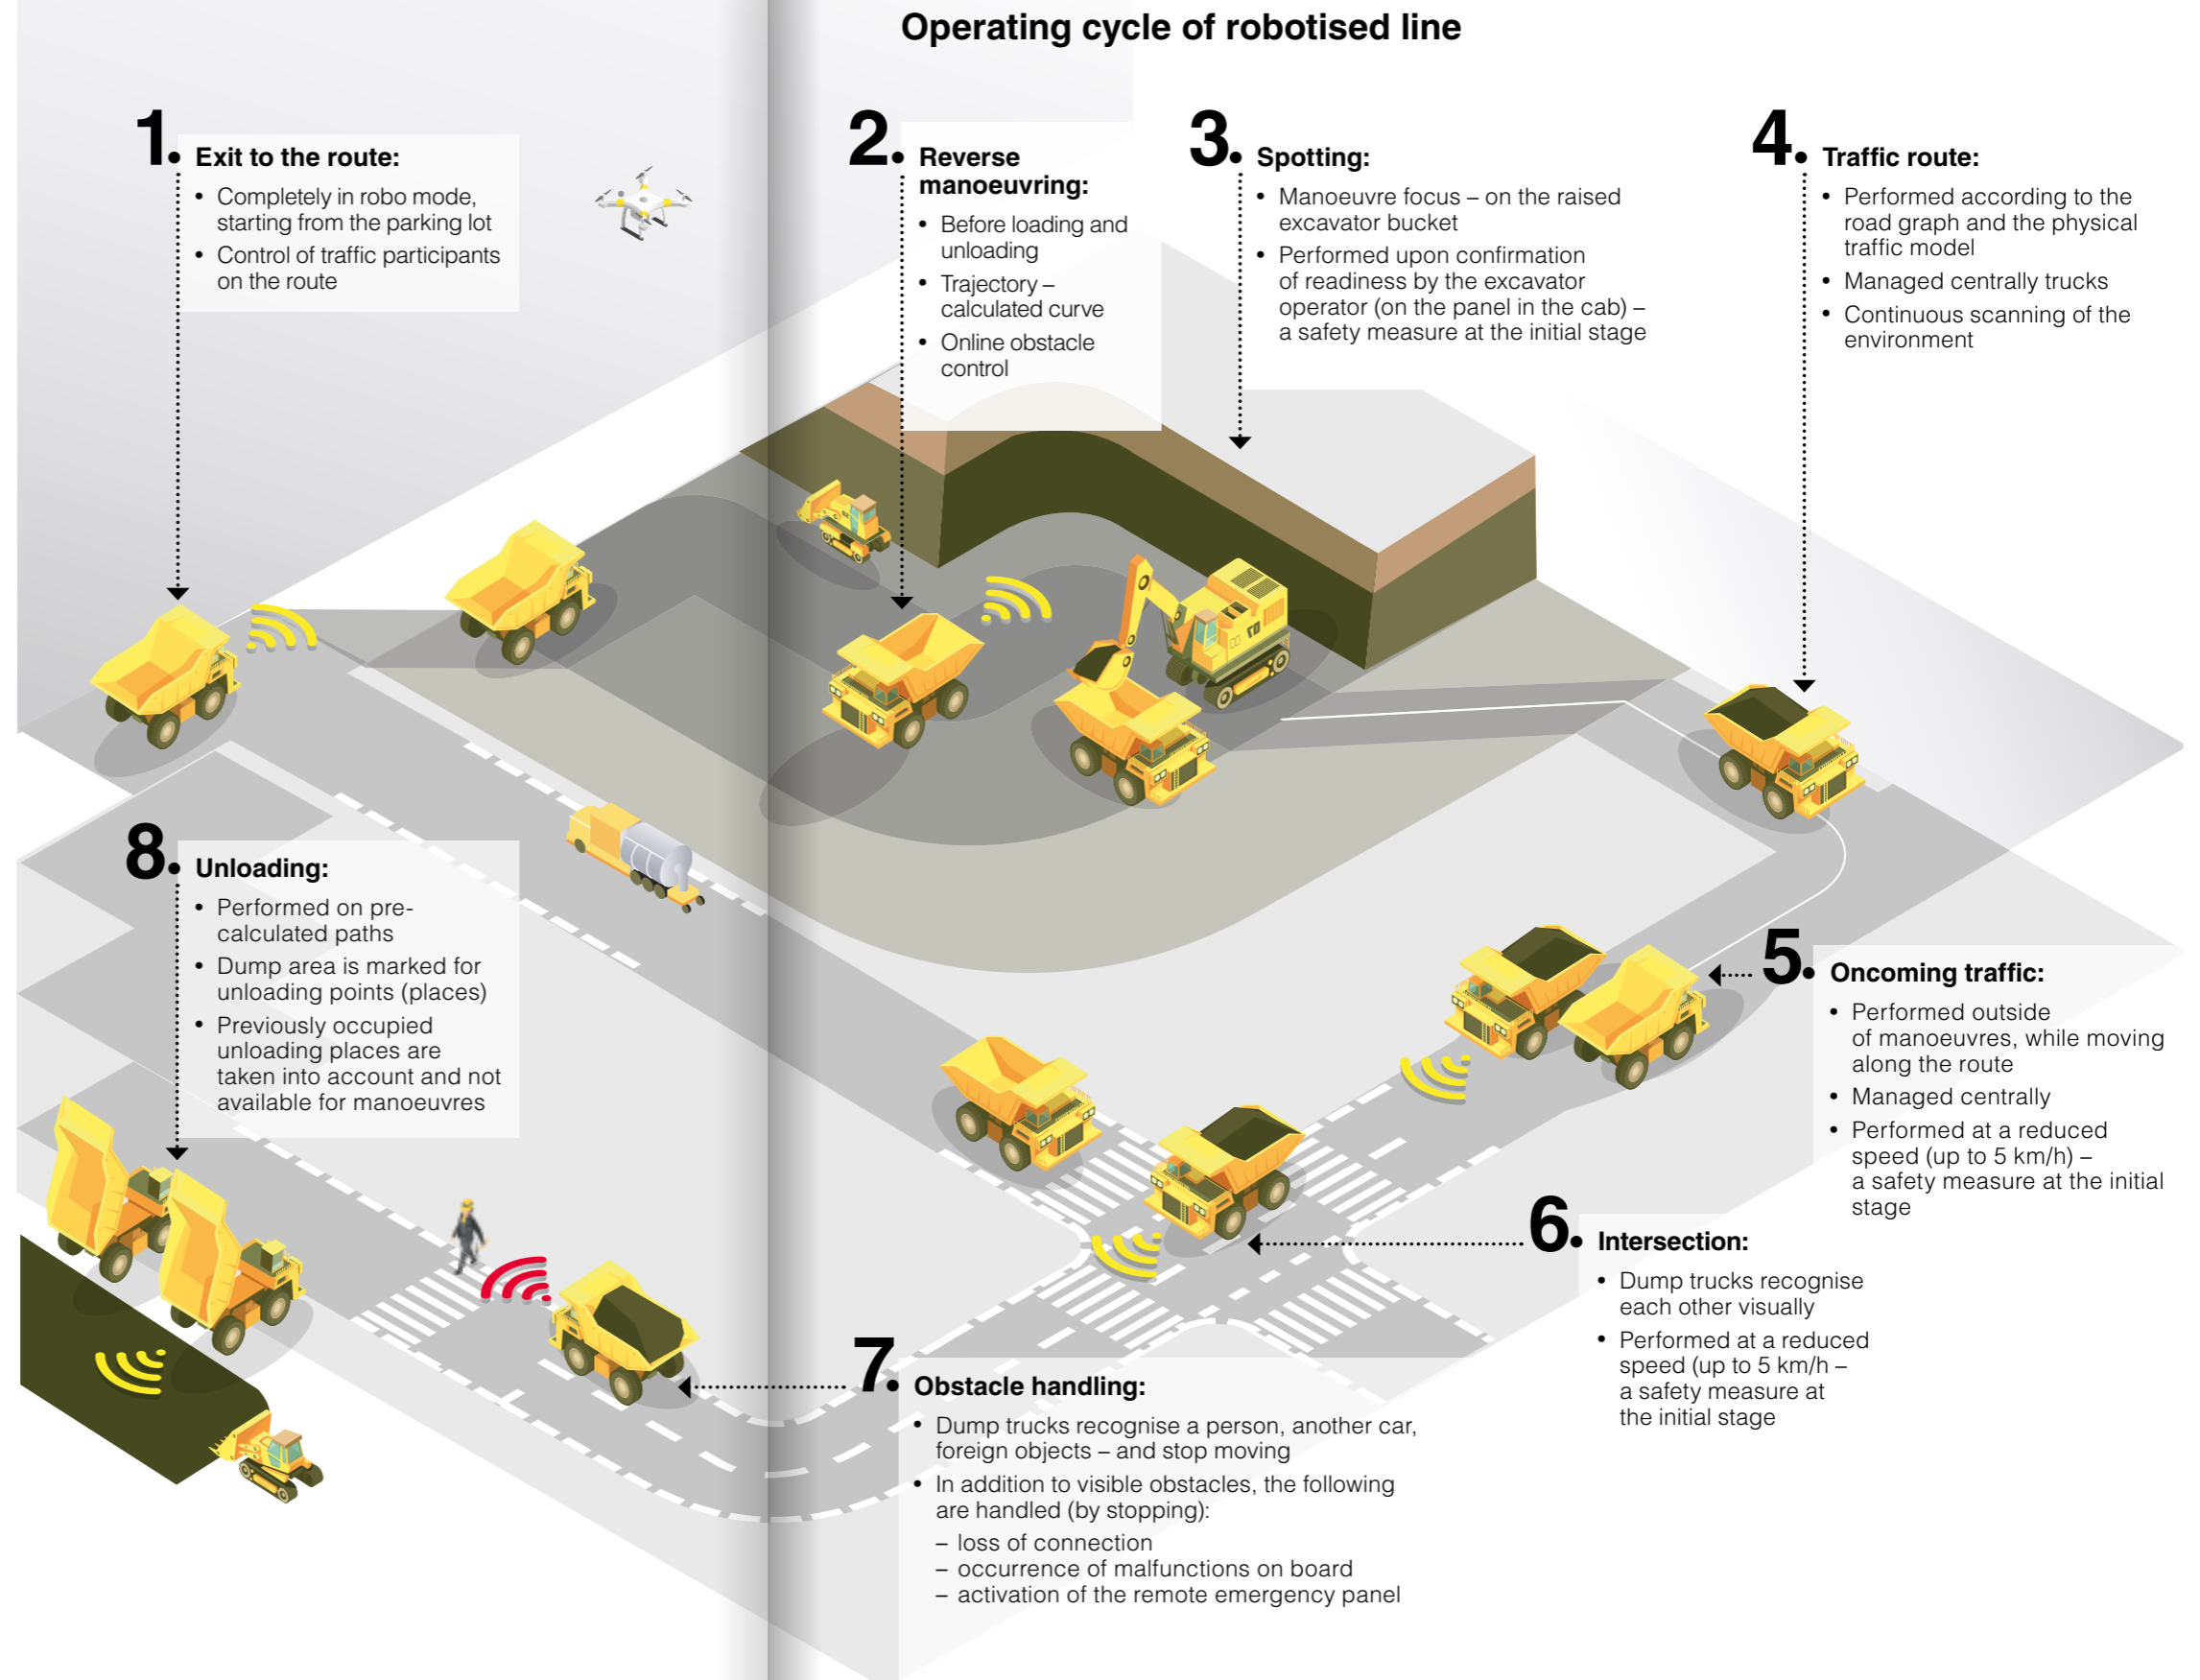 Operating cycle of robotised line
1.
Exit to the route:
• Completely in robo mode,
starting from the parking lot
• Control of traffic participants
on the route
2.
Reverse
manoeuvring:
• Before loading and
unloading
• Trajectory –
calculated curve
• Online obstacle
control
3.
Spotting:
• Manoeuvre focus – on the raised
excavator bucket
• Performed upon confirmation
of readiness by the excavator
operator (on the panel in the cab) –
a safety measure at the initial stage
4.
Traffic route:
• Performed according to the
road graph and the physical
traffic model
• Managed centrally trucks
• Continuous scanning of the
environment
5.
Oncoming traffic:
• Performed outside
of manoeuvres, while moving
along the route
• Managed centrally
• Performed at a reduced
speed (up to 5 km/h) –
a safety measure at the initial
stage
6.
Intersection:
• Dump trucks recognise
each other visually
• Performed at a reduced
speed (up to 5 km/h –
a safety measure at
the initial stage
7.
Obstacle handling:
• Dump trucks recognise a person, another car,
foreign objects – and stop moving
• In addition to visible obstacles, the following
are handled (by stopping):
– loss of connection
– occurrence of malfunctions on board
– activation of the remote emergency panel
8.
Unloading:
• Performed on pre-
calculated paths
• Dump area is marked for
unloading points (places)
• Previously occupied
unloading places are
taken into account and not
available for manoeuvres